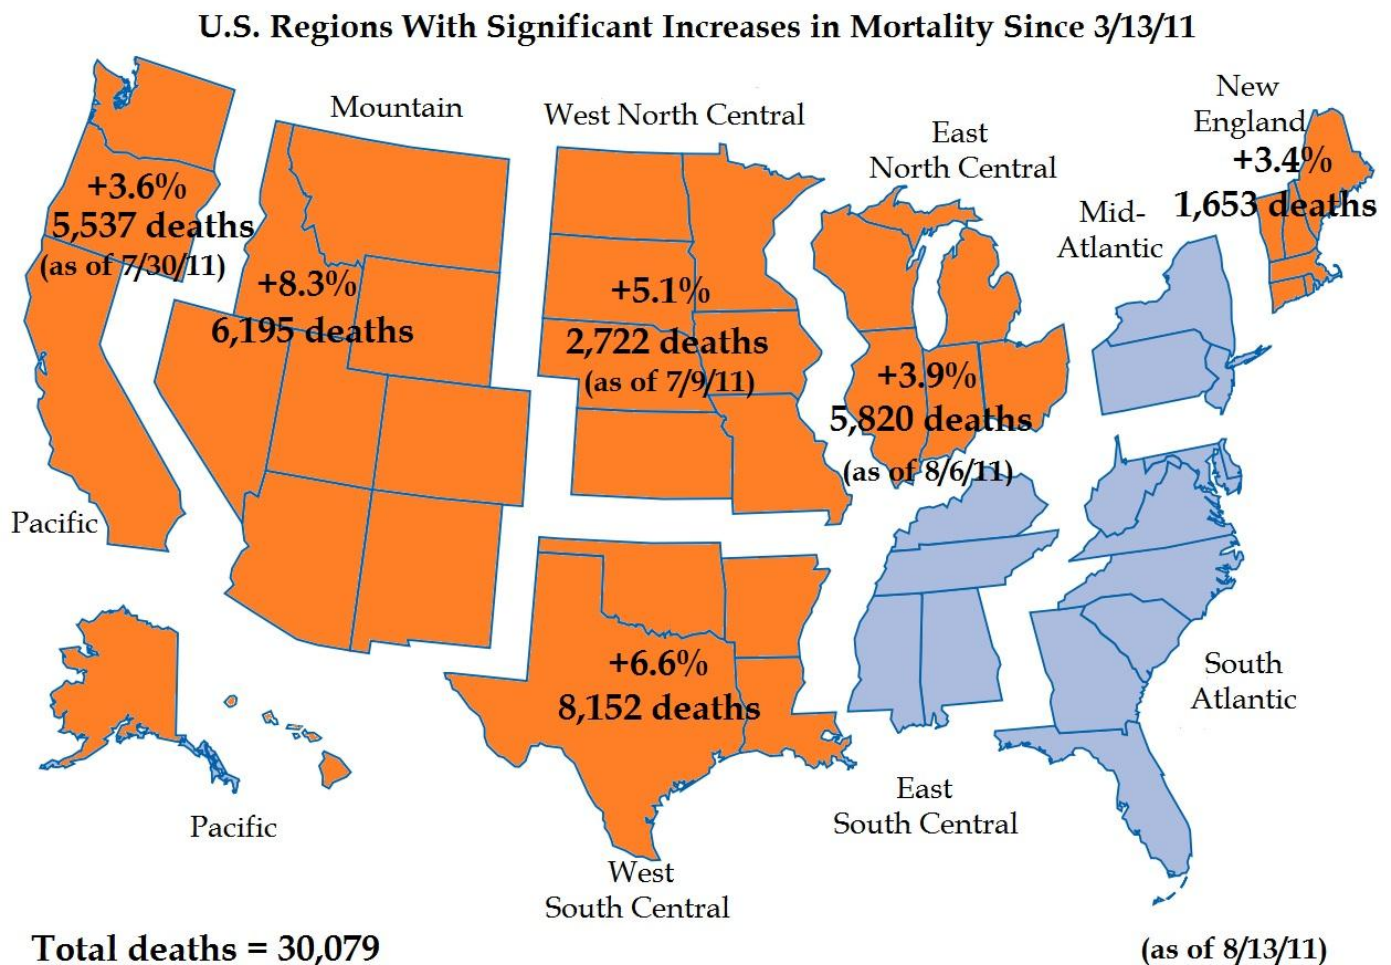 U.S. Regions With Significant Increases in Mortality Since 3/13/11
Pacific
+3.6%
5,537 deaths
(as of 7/30/11)
Mountain
+8.3%
6,195 deaths
West North Central
+5.1%
2,722 deaths
(as of 7/9/11)
East
North Central
+3.9%
5,820 deaths
(as of 8/6/11)
New
England
+3.4%
1,653 deaths
Mid-
Atlantic
South
Atlantic
East
South Central
+6.6%
8,152 deaths
West
South Central
Pacific
Total deaths = 30,079
(as of 8/13/11)